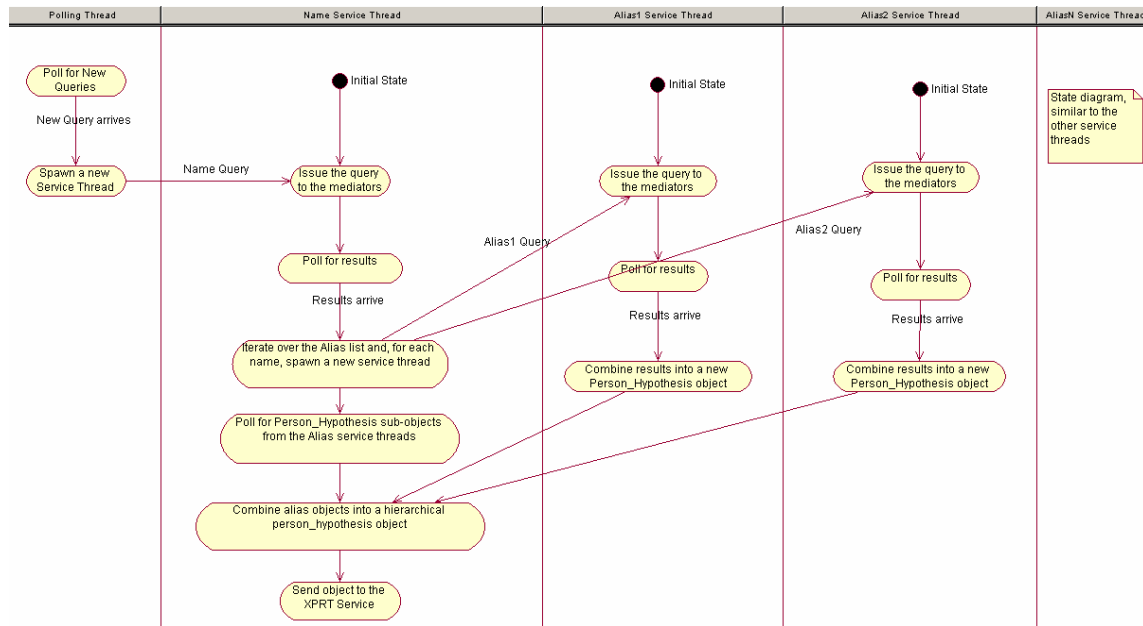 Polling Thread
Name Service Thread
Alias1 Service Thread
Alias2 Service Thread
AliasN Service Thread
Poll for New
Queries
New Query arrives
Spawn a new
Service Thread
Name Query
Initial State
Issue the query
to the mediators
Poll for results
Results arrive
Iterate over the Alias list and, for each
name, spawn a new service thread
Poll for Person_Hypothesis sub-objects
from the Alias service threads
Combine alias objects into a hierarchical
person_hypothesis object
Send object to the
XPRT Service
Alias1 Query
Initial State
Issue the query to
the mediators
Poll for results
Results arrive
Combine results into a new
Person_Hypothesis object
Alias2 Query
Initial State
Issue the query to
the mediators
Poll for results
Results arrive
Combine results into a new
Person_Hypothesis object
State diagram,
similar to the
other service
threads